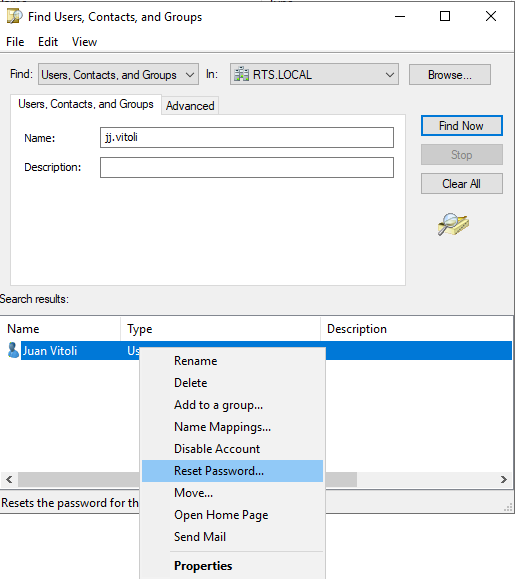 Find Users, Contacts, and Groups
File Edit View
Find: Users, Contacts, and Groups In: RTS.LOCAL Browse...
Users, Contacts, and Groups Advanced
Name: jj.vitoli
Description:
Find Now
Stop
Clear All
Search results:
Name Type Description
Juan Vitoli Us
Rename
Delete
Add to a group...
Name Mappings...
Disable Account
Reset Password...
Move...
Open Home Page
Send Mail
Properties
Resets the password for th